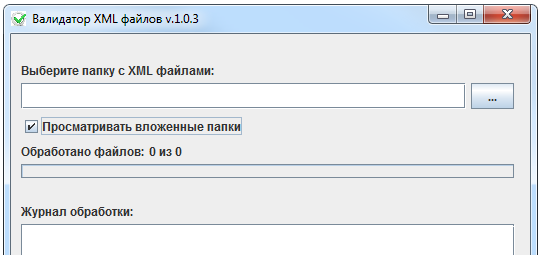 Валидатор XML файлов v.1.0.3
Выберите папку с XML файлами:
...
Просматривать вложенные папки
Обработано файлов: 0 из 0
Журнал обработки: